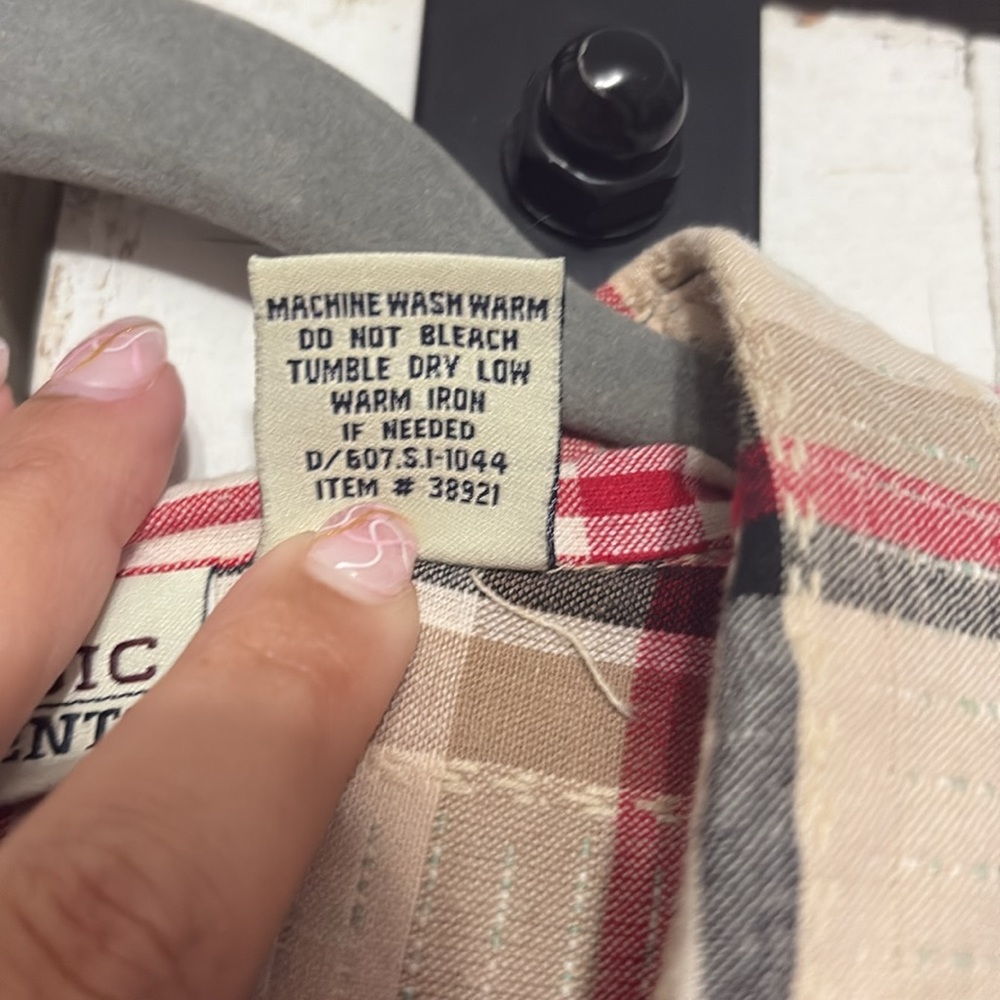 MACHINE WASH WARM
DO NOT BLEACH
TUMBLE DRY LOW
WARM IRON
IF NEEDED
D/607.S.I-1044
ITEM # 38921